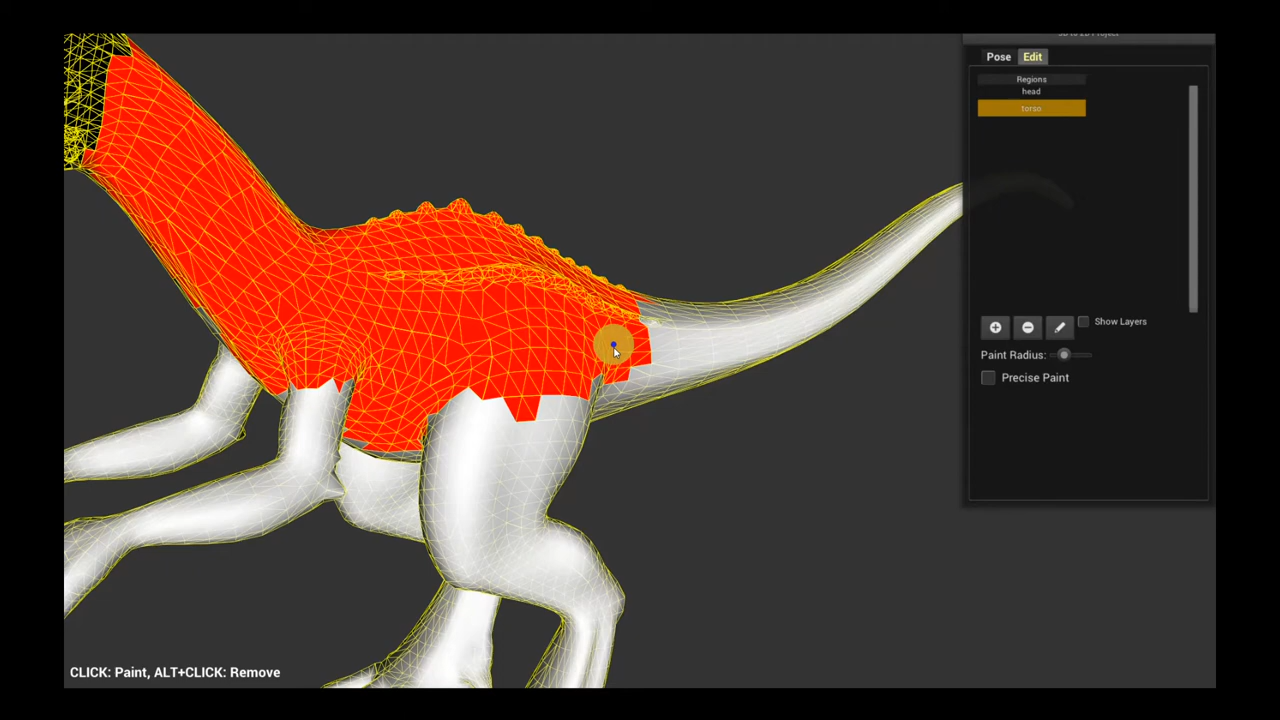 Pose Edit
Regions
head
torso
Show Layers
Paint Radius:
Precise Paint
CLICK: Paint, ALT+CLICK: Remove